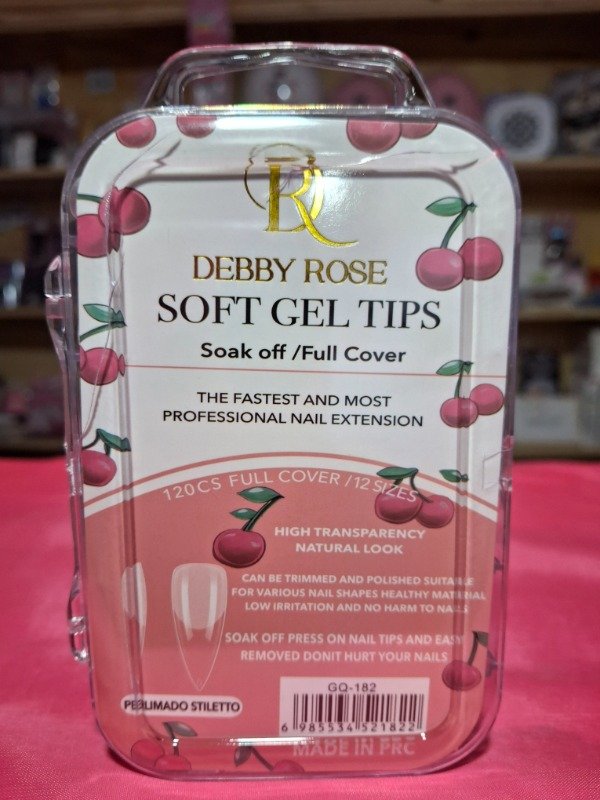 DR
DEBBY ROSE
SOFT GEL TIPS
Soak off /Full Cover
THE FASTEST AND MOST
PROFESSIONAL NAIL EXTENSION
120CS FULL COVER /12 SIZES
HIGH TRANSPARENCY
NATURAL LOOK
CAN BE TRIMMED AND POLISHED SUITABLE
FOR VARIOUS NAIL SHAPES HEALTHY MATERIAL
LOW IRRITATION AND NO HARM TO NAILS
SOAK OFF PRESS ON NAIL TIPS AND EASY
REMOVED DONIT HURT YOUR NAILS
PERLIMADO STILETTO
GQ-182
6 985534 521822
MADE IN PRC